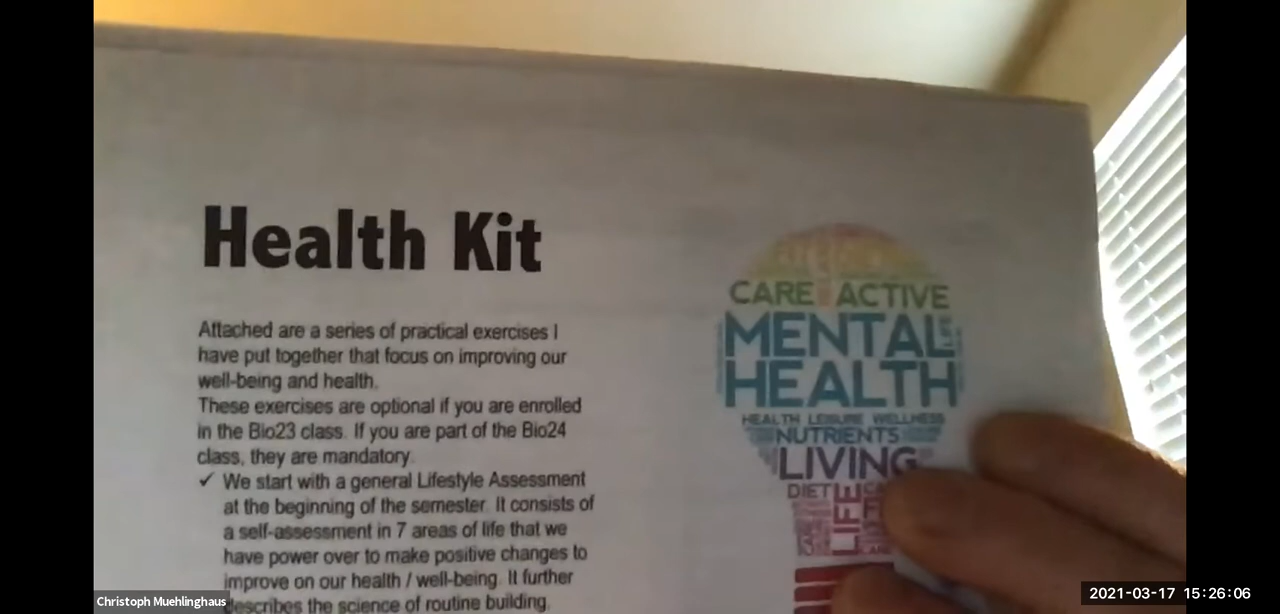 Health Kit
Attached are a series of practical exercises I
have put together that focus on improving our
well-being and health.
These exercises are optional if you are enrolled
in the Bio23 class. If you are part of the Bio24
class, they are mandatory.
✓ We start with a general Lifestyle Assessment
at the beginning of the semester. It consists of
a self-assessment in 7 areas of life that we
have power over to make positive changes to
improve on our health / well-being. It further
describes the science of routine building.
CARE ACTIVE
MENTAL
HEALTH
HEALTH LEISURE WELLNESS
NUTRIENTS
LIVING
DIET
LIFE
Christoph Muehlinghaus
2021-03-17 15:26:06